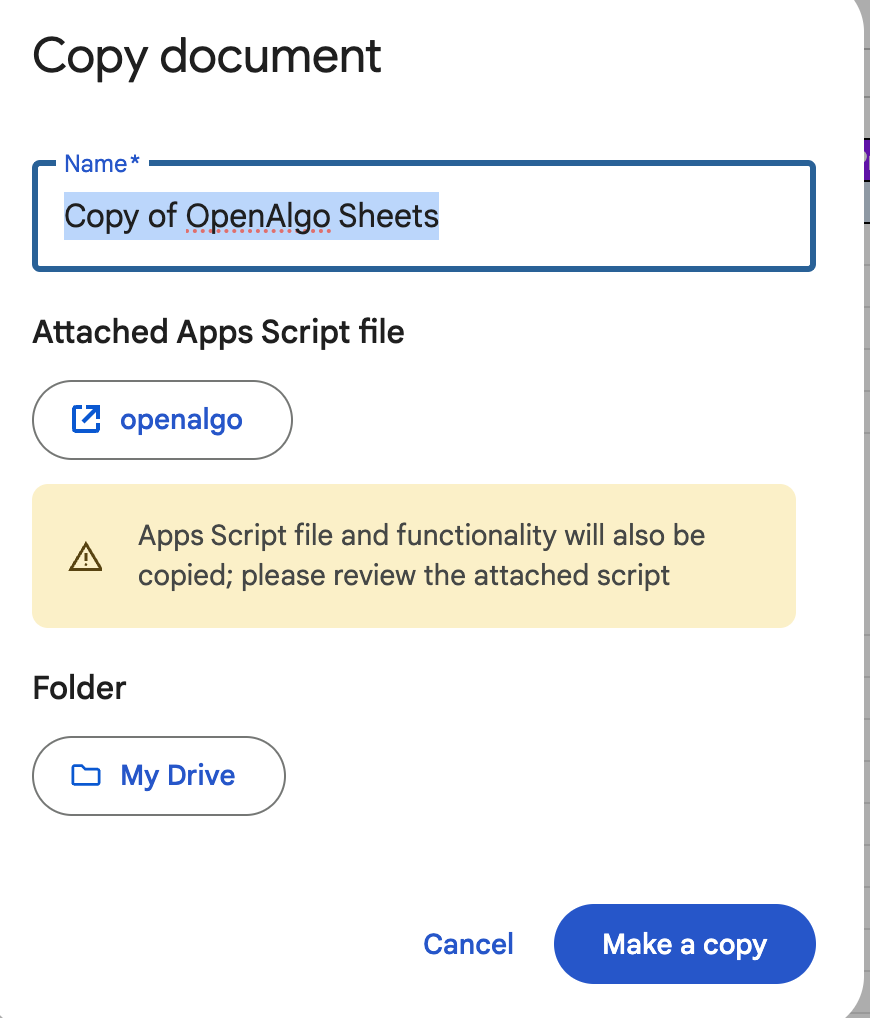 Copy document
Name*
Copy of OpenAlgo Sheets
Attached Apps Script file
openalgo
Apps Script file and functionality will also be
copied; please review the attached script
Folder
My Drive
Cancel
Make a copy